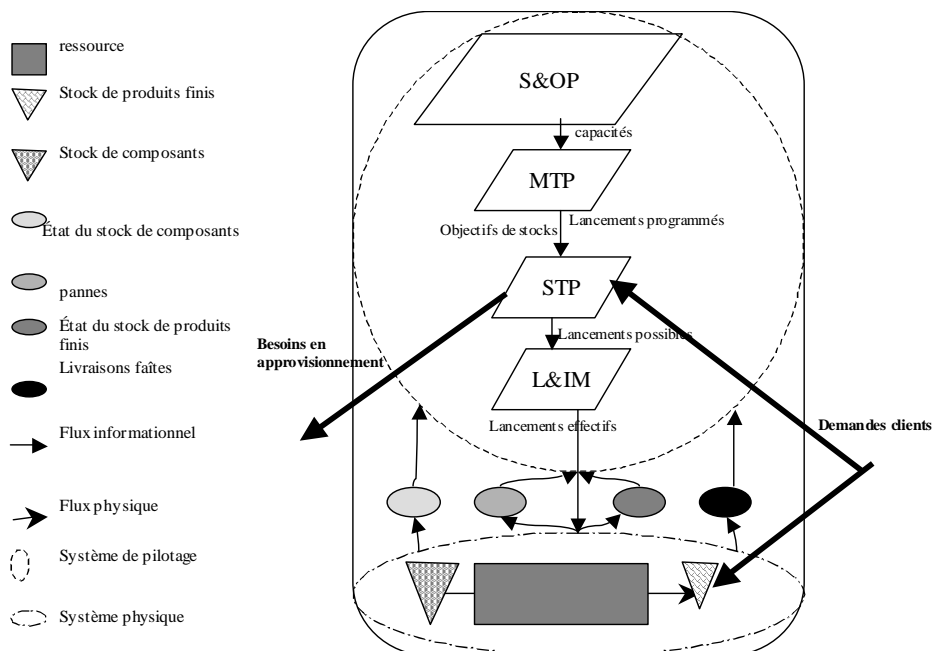 ressource
Stock de produits finis
Stock de composants
État du stock de composants
pannes
État du stock de produits
finis
Livraisons faîtes
Flux informationnel
Flux physique
Système de pilotage
Système physique
S&OP
capacités
MTP
Lancements programmés
Objectifs de stocks
STP
Lancements possibles
Besoins en
approvisionnement
L&IM
Lancements effectifs
Demandes clients